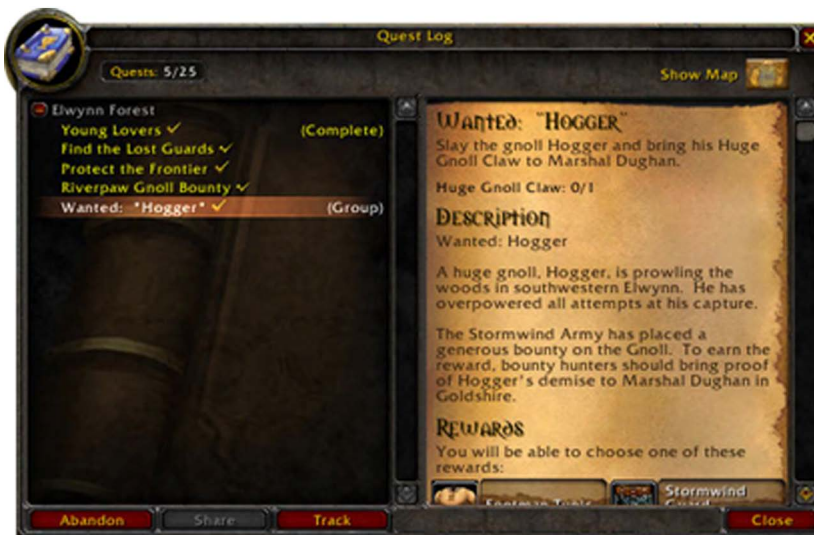 Quest Log
Quests: 5/25
Show Map
Elwynn Forest
Young Lovers (Complete)
Find the Lost Guards
Protect the Frontier
Riverpaw Gnoll Bounty
Wanted: "Hogger" (Group)
Wanted: "Hogger"
Slay the gnoll Hogger and bring his Huge
Gnoll Claw to Marshal Dughan.
Huge Gnoll Claw: 0/1
Description
Wanted: Hogger
A huge gnoll, Hogger, is prowling the
woods in southwestern Elwynn. He has
overpowered all attempts at his capture.
The Stormwind Army has placed a
generous bounty on the Gnoll. To earn the
reward, bounty hunters should bring proof
of Hogger's demise to Marshal Dughan in
Goldshire.
Rewards
You will be able to choose one of these
rewards:
Footman Tunic
Stormwind
Guard
Abandon
Share
Track
Close